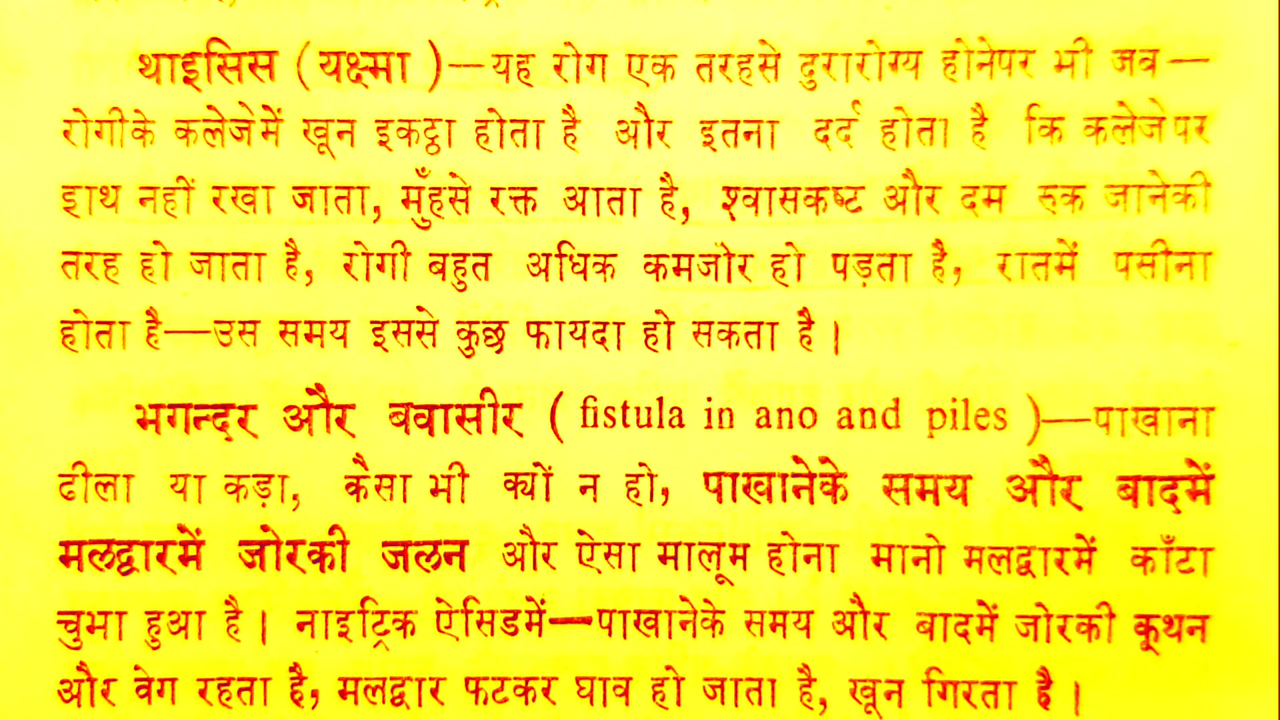 थाइसिस ( यक्ष्मा )—यह रोग एक तरहसे दुरारोग्य होनेपर भी जव—
रोगीके कलेजेमें खून इकट्ठा होता है और इतना दर्द होता है कि कलेजेपर
हाथ नहीं रखा जाता, मुँहसे रक्त आता है, श्वासकष्ट और दम रुक जानेकी
तरह हो जाता है, रोगी बहुत अधिक कमजोर हो पड़ता है, रातमें पसीना
होता है—उस समय इससे कुछ फायदा हो सकता है ।
भगन्दर और बवासीर ( fistula in ano and piles )—पाखाना
ढीला या कड़ा, कैसा भी क्यों न हो, पाखानेके समय और बादमें
मलद्वारमें जोरकी जलन और ऐसा मालूम होना मानो मलद्वारमें काँटा
चुभा हुआ है । नाइट्रिक ऐसिडमें—पाखानेके समय और बादमें जोरकी कूथन
और वेग रहता है, मलद्वार फटकर घाव हो जाता है, खून गिरता है ।